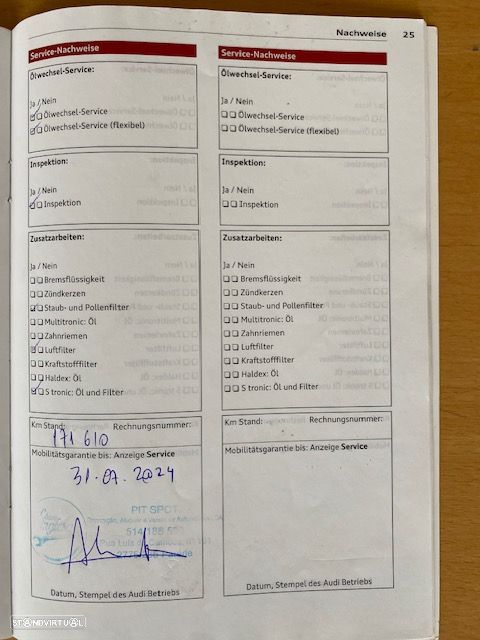 Nachweise 25
Service-Nachweise
Ölwechsel-Service:
Ja / Nein
Ölwechsel-Service
Ölwechsel-Service (flexibel)
Inspektion:
Ja / Nein
Inspektion
Zusatzarbeiten:
Ja / Nein
Bremsflüssigkeit
Zündkerzen
Staub- und Pollenfilter
Multitronic: Öl
Zahnriemen
Luftfilter
Kraftstofffilter
Haldex: Öl
S tronic: Öl und Filter
Km Stand: Rechnungsnummer:
171 610
Mobilitätsgarantie bis: Anzeige Service
31.07.2024
PIT SPOT
Datum, Stempel des Audi Betriebs
Service-Nachweise
Ölwechsel-Service:
Ja / Nein
Ölwechsel-Service
Ölwechsel-Service (flexibel)
Inspektion:
Ja / Nein
Inspektion
Zusatzarbeiten:
Ja / Nein
Bremsflüssigkeit
Zündkerzen
Staub- und Pollenfilter
Multitronic: Öl
Zahnriemen
Luftfilter
Kraftstofffilter
Haldex: Öl
S tronic: Öl und Filter
Km Stand: Rechnungsnummer:
Mobilitätsgarantie bis: Anzeige Service
Datum, Stempel des Audi Betriebs
STANDVIRTUAL